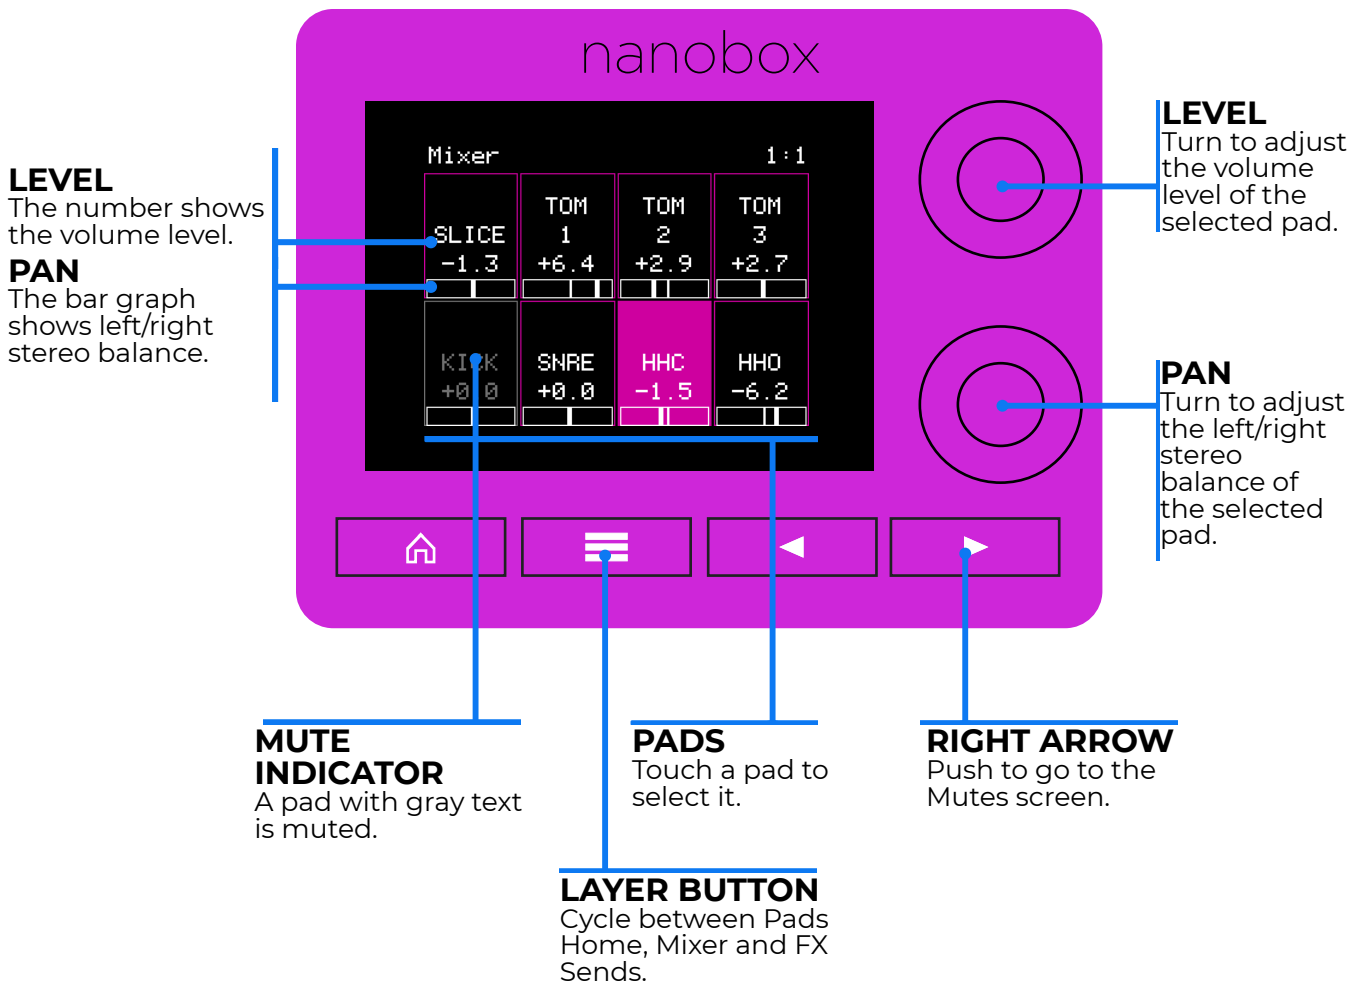 nanobox
Mixer 1:1
SLICE
-1.3
TOM
1
+6.4
TOM
2
+2.9
TOM
3
+2.7
KICK
+0.0
SNRE
+0.0
HHC
-1.5
HHO
-6.2
LEVEL
The number shows
the volume level.
PAN
The bar graph
shows left/right
stereo balance.
LEVEL
Turn to adjust
the volume
level of the
selected pad.
PAN
Turn to adjust
the left/right
stereo
balance of
the selected
pad.
MUTE
INDICATOR
A pad with gray text
is muted.
PADS
Touch a pad to
select it.
RIGHT ARROW
Push to go to the
Mutes screen.
LAYER BUTTON
Cycle between Pads
Home, Mixer and FX
Sends.